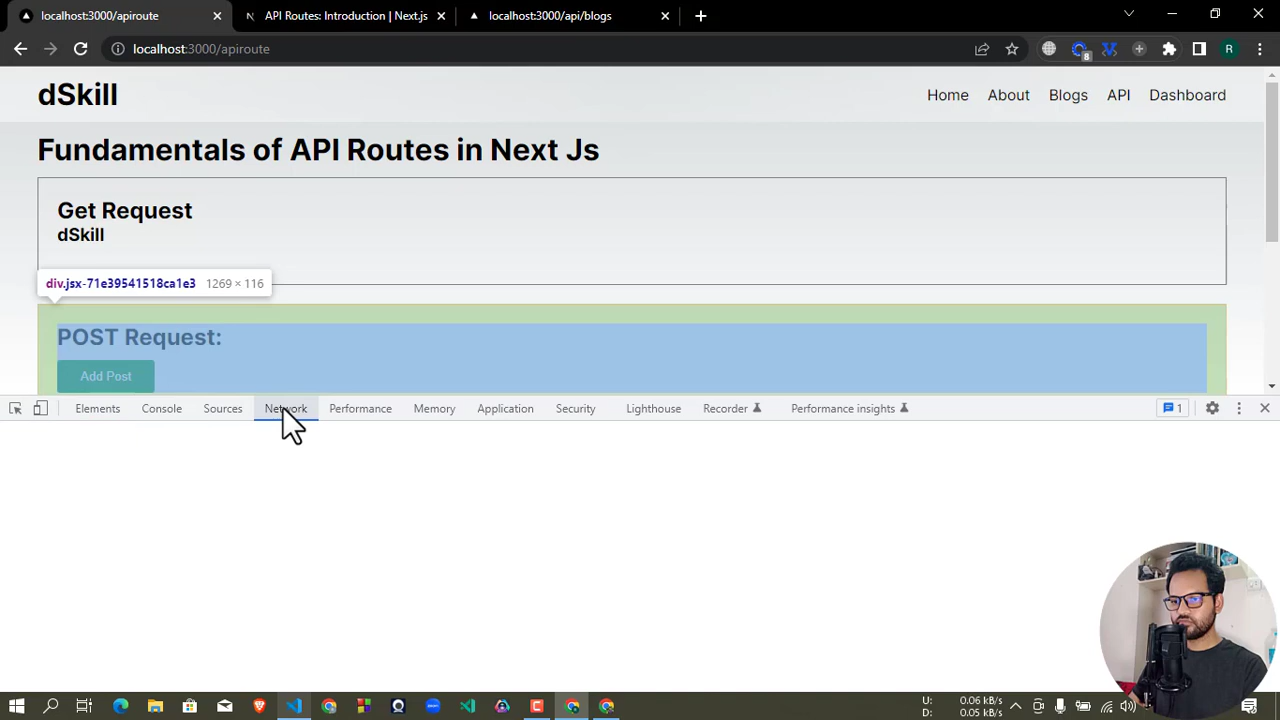 localhost:3000/apiroute
API Routes: Introduction | Next.js
localhost:3000/api/blogs
localhost:3000/apiroute
8
R
dSkill
Home About Blogs API Dashboard
Fundamentals of API Routes in Next Js
Get Request
dSkill
div.jsx-71e39541518ca1e3 1269 × 116
POST Request:
Add Post
Elements Console Sources Network Performance Memory Application Security Lighthouse Recorder Performance insights 1
U: 0.06 kB/s
D: 0.05 kB/s